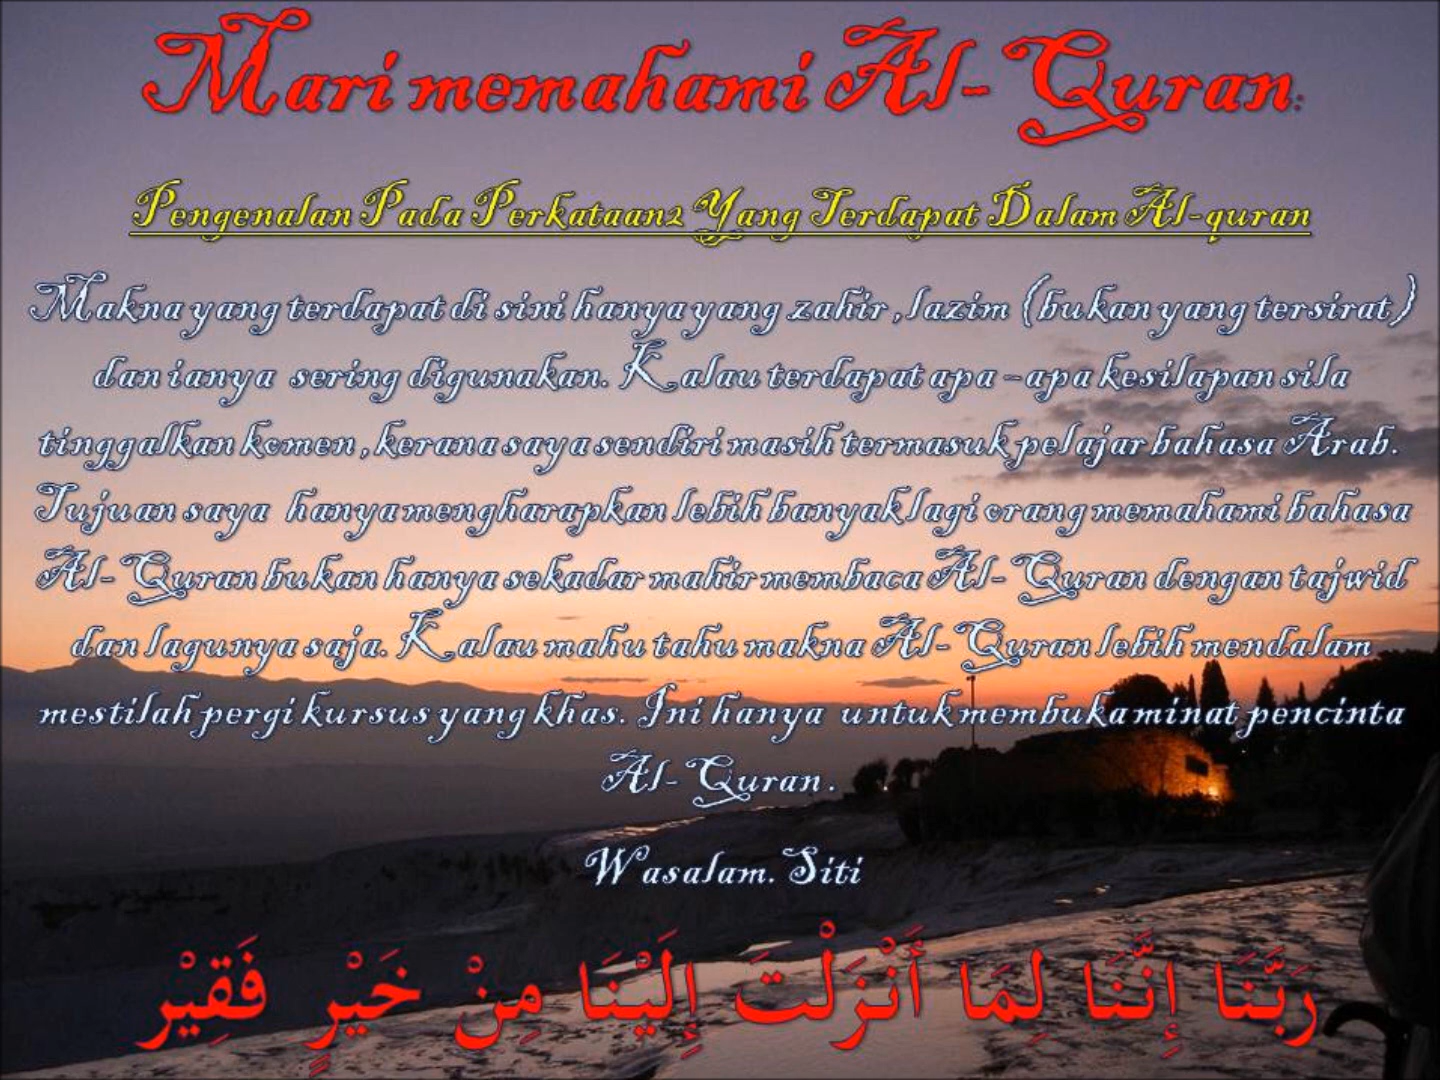 Mari memahami Al-Quran:
Pengenalan Pada Perkataan2 Yang Terdapat Dalam Al-quran
Makna yang terdapat di sini hanya yang zahir, lazim (bukan yang tersirat)
dan ianya sering digunakan. Kalau terdapat apa -apa kesilapan sila
tinggalkan komen, kerana saya sendiri masih termasuk pelajar bahasa Arab.
Tujuan saya hanya mengharapkan lebih banyak lagi orang memahami bahasa
Al-Quran bukan hanya sekadar mahir membaca Al-Quran dengan tajwid
dan lagunya saja. Kalau mahu tahu makna Al-Quran lebih mendalam
mestilah pergi kursus yang khas. Ini hanya untuk membuka minat pencinta
Al-Quran.
Wasalam. Siti
رَبَّنَا إِنَّنَا لِمَا أَنْزَلْتَ إِلَيْنَا مِنْ خَيْرٍ فَقِيْر